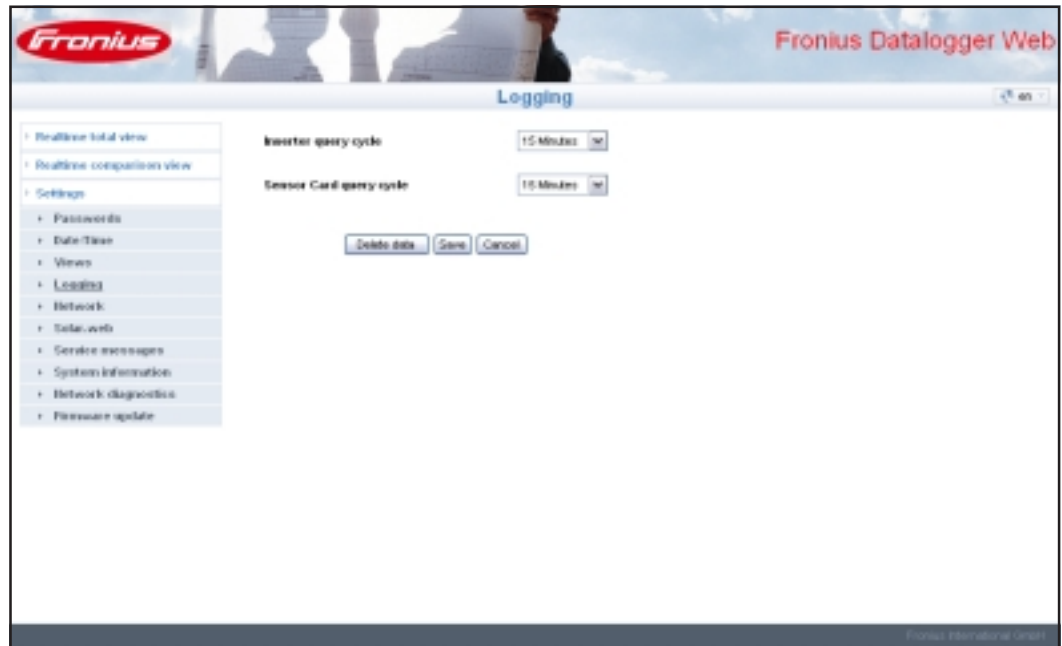 Fronius
Fronius Datalogger Web
Logging
en
Realtime total view
Realtime comparison view
Settings
Passwords
Date/Time
Views
Logging
Network
Solar.web
Service messages
System information
Network diagnostics
Firmware update
Inverter query cycle
15 Minutes
Sensor Card query cycle
15 Minutes
Delete data Save Cancel
Fronius International GmbH